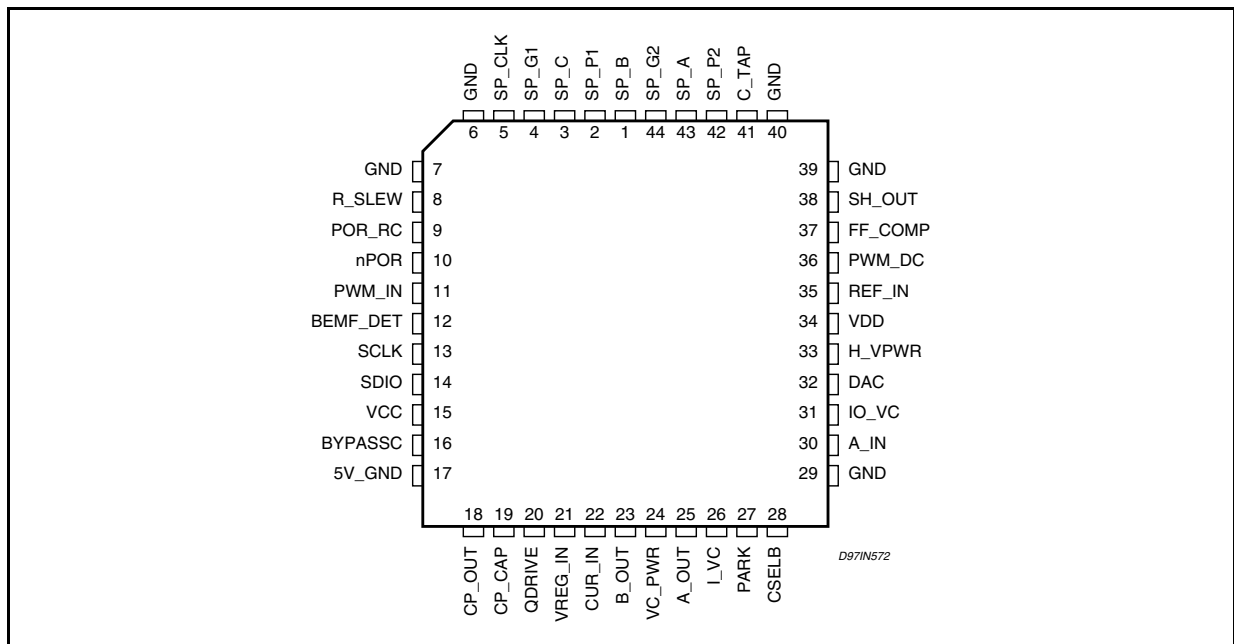 GND
SP_CLK
SP_G1
SP_C
SP_P1
SP_B
SP_G2
SP_A
SP_P2
C_TAP
GND
6 5 4 3 2 1 44 43 42 41 40
GND 7 39 GND
R_SLEW 8 38 SH_OUT
POR_RC 9 37 FF_COMP
nPOR 10 36 PWM_DC
PWM_IN 11 35 REF_IN
BEMF_DET 12 34 VDD
SCLK 13 33 H_VPWR
SDIO 14 32 DAC
VCC 15 31 IO_VC
BYPASSC 16 30 A_IN
5V_GND 17 29 GND
18 19 20 21 22 23 24 25 26 27 28
CP_OUT
CP_CAP
QDRIVE
VREG_IN
CUR_IN
B_OUT
VC_PWR
A_OUT
I_VC
PARK
CSELB
D97IN572